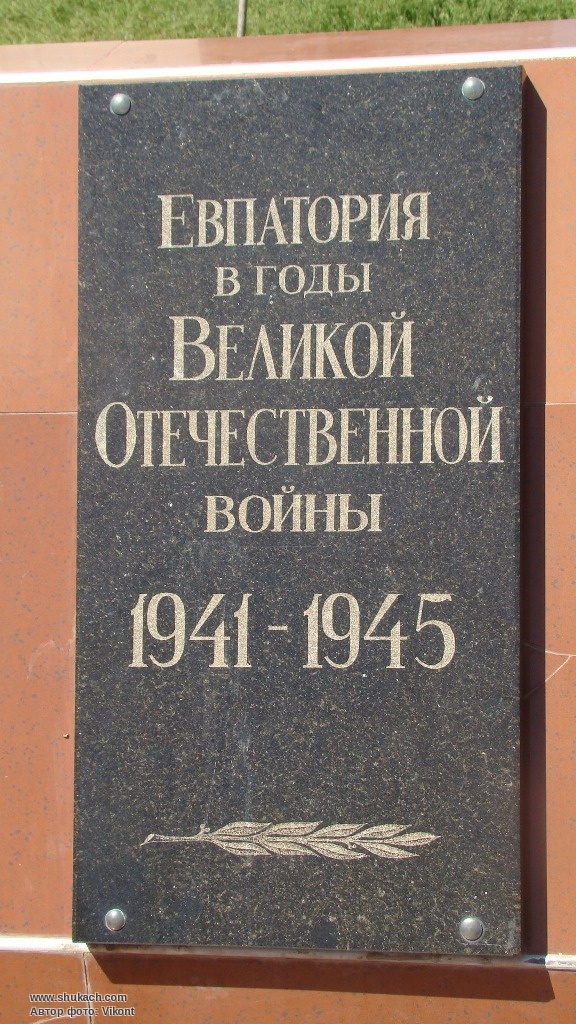 Евпатория
в годы
Великой
Отечественной
войны
1941-1945
www.shukach.com
Автор фото: Vikont